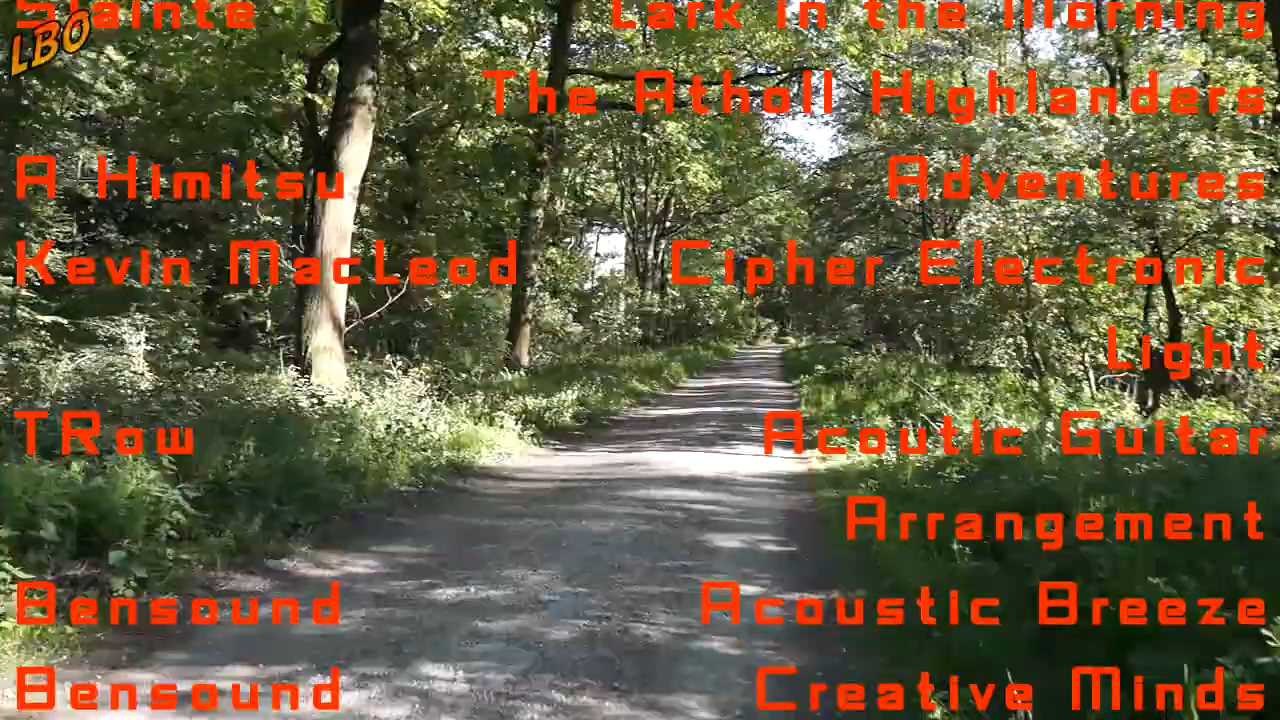 Slainte Lark in the Morning
LBO
The Atholl Highlanders
A Himitsu Adventures
Kevin MacLeod Cipher Electronic
Light
TRaw Acoutic Guitar
Arrangement
Bensound Acoustic Breeze
Bensound Creative Minds